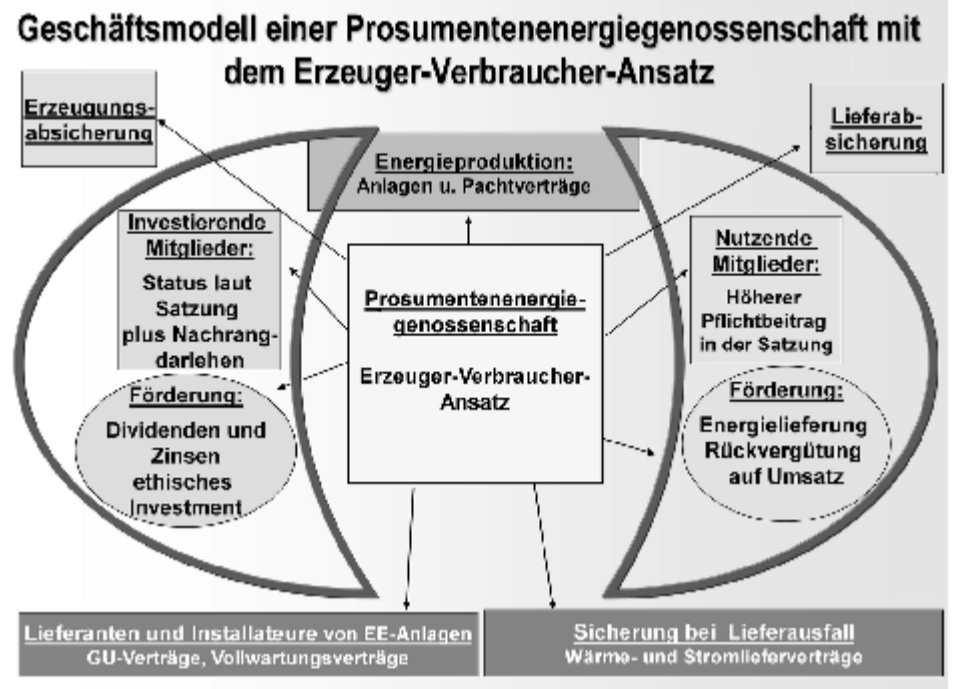 Geschäftsmodell einer Prosumentenenergiegenossenschaft mit
dem Erzeuger-Verbraucher-Ansatz
Erzeugungs-
absicherung
Lieferab-
sicherung
Energieproduktion:
Anlagen u. Pachtverträge
Investierende
Mitglieder:
Status laut
Satzung
plus Nachrang-
darlehen
Förderung:
Dividenden und
Zinsen
ethisches
Investment
Prosumentenenergie-
genossenschaft
Erzeuger-Verbraucher-
Ansatz
Nutzende
Mitglieder:
Höherer
Pflichtbeitrag
in der Satzung
Förderung:
Energielieferung
Rückvergütung
auf Umsatz
Lieferanten und Installateure von EE-Anlagen
GU-Verträge, Vollwartungsverträge
Sicherung bei Lieferausfall
Wärme- und Stromlieferverträge